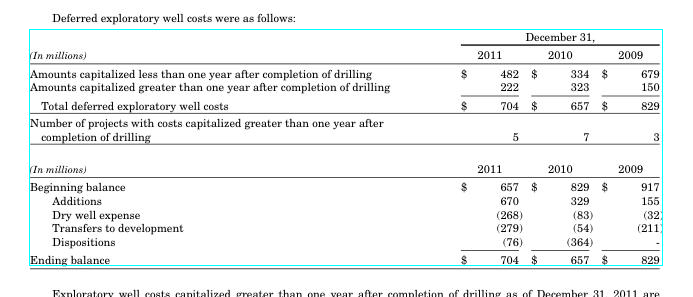 Deferred exploratory well costs were as follows:
December 31,
(In millions) 2011 2010 2009
Amounts capitalized less than one year after completion of drilling $ 482 $ 334 $ 679
Amounts capitalized greater than one year after completion of drilling 222 323 150
Total deferred exploratory well costs $ 704 $ 657 $ 829
Number of projects with costs capitalized greater than one year after
completion of drilling 5 7 3
(In millions) 2011 2010 2009
Beginning balance $ 657 $ 829 $ 917
Additions 670 329 155
Dry well expense (268) (83) (32)
Transfers to development (279) (54) (211)
Dispositions (76) (364) -
Ending balance $ 704 $ 657 $ 829
Exploratory well costs capitalized greater than one year after completion of drilling as of December 31, 2011 are